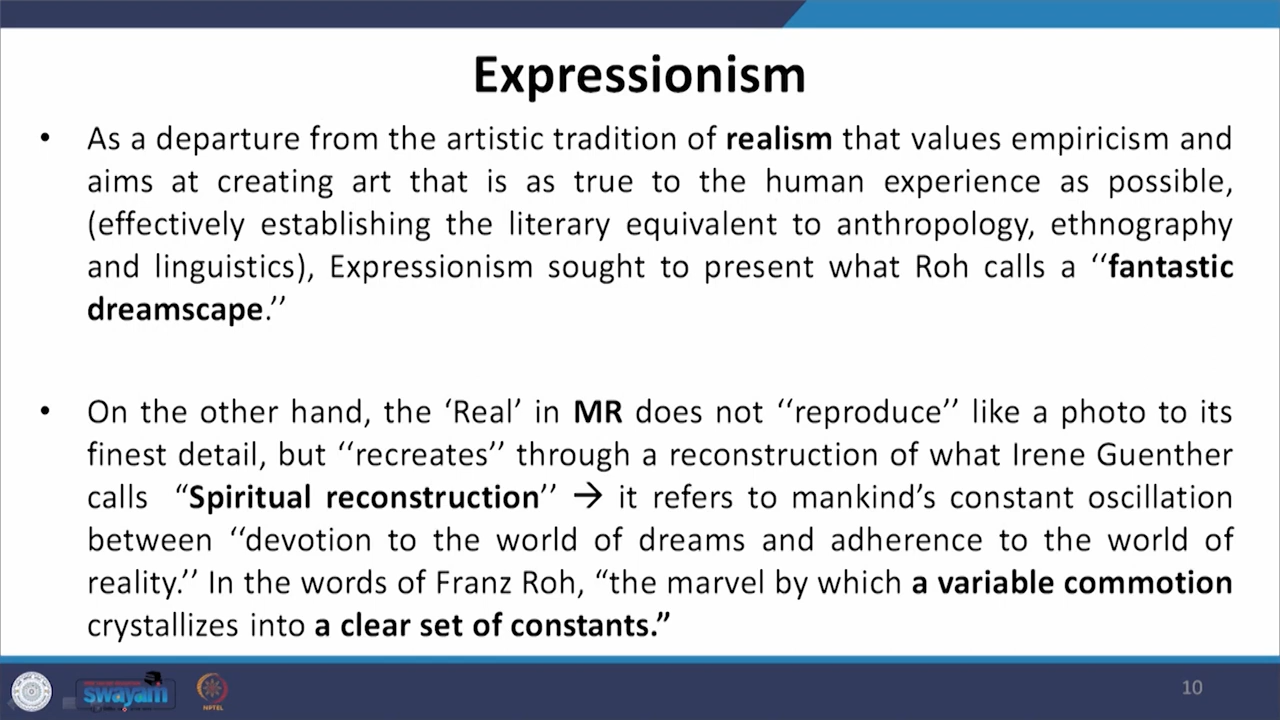 Expressionism
• As a departure from the artistic tradition of realism that values empiricism and
aims at creating art that is as true to the human experience as possible,
(effectively establishing the literary equivalent to anthropology, ethnography
and linguistics), Expressionism sought to present what Roh calls a ‘‘fantastic
dreamscape.’’
• On the other hand, the ‘Real’ in MR does not ‘‘reproduce’’ like a photo to its
finest detail, but ‘‘recreates’’ through a reconstruction of what Irene Guenther
calls “Spiritual reconstruction’’ → it refers to mankind’s constant oscillation
between ‘‘devotion to the world of dreams and adherence to the world of
reality.’’ In the words of Franz Roh, “the marvel by which a variable commotion
crystallizes into a clear set of constants.”
swayam
NPTEL
10